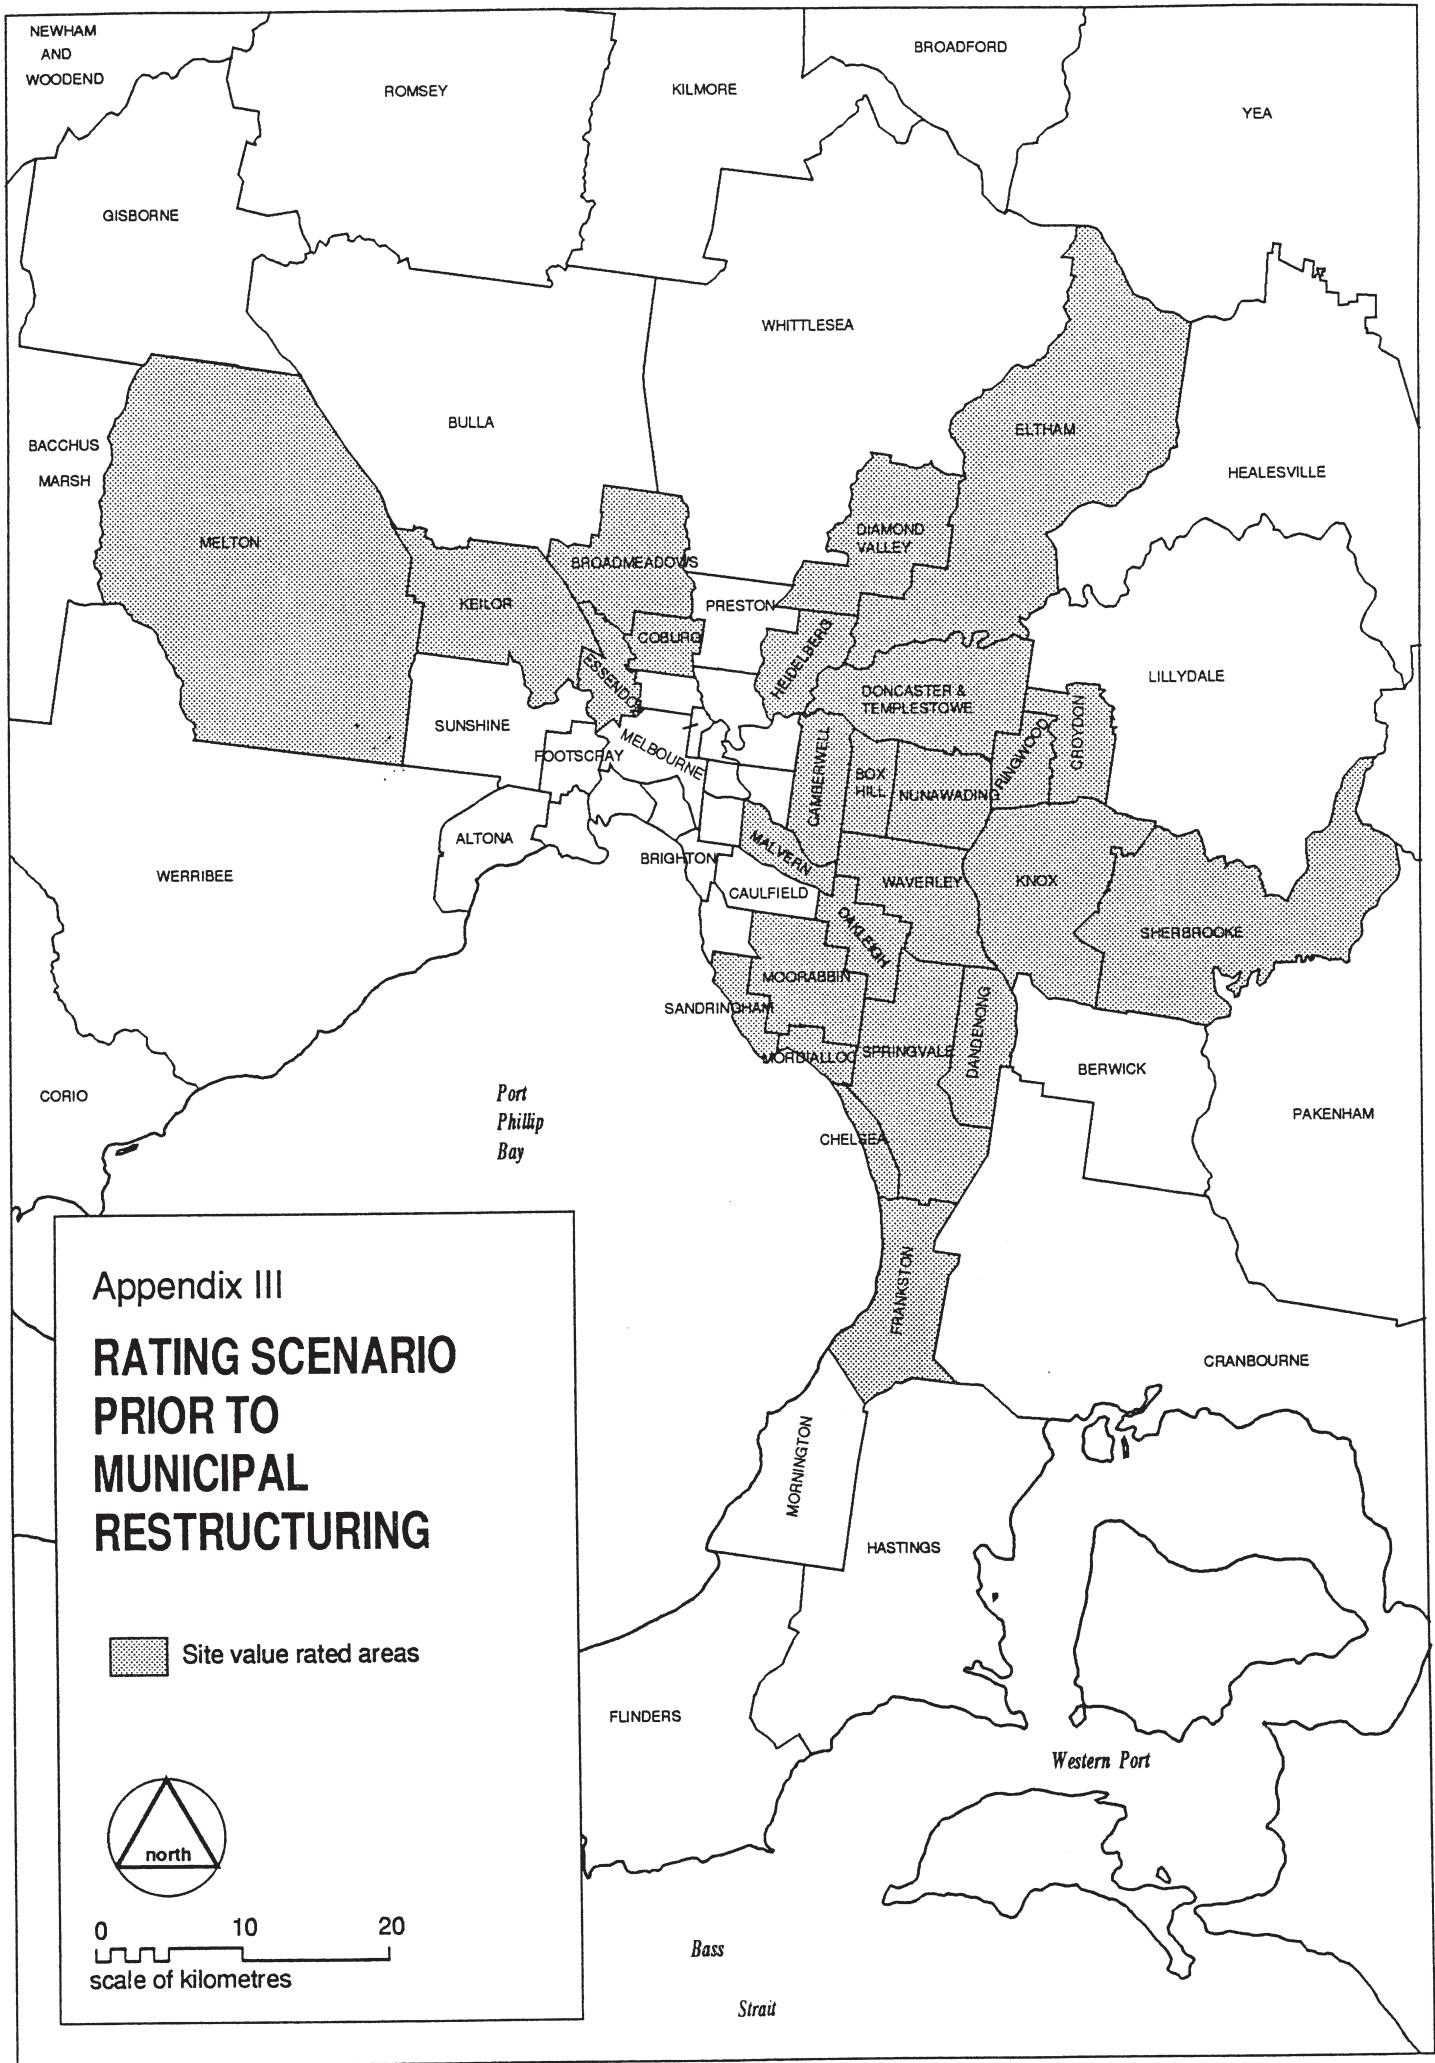 NEWHAM
AND
WOODEND
ROMSEY
KILMORE
BROADFORD
YEA
GISBORNE
WHITTLESEA
BULLA
BACCHUS
MARSH
ELTHAM
HEALESVILLE
MELTON
DIAMOND
VALLEY
BROADMEADOWS
KEILOR
PRESTON
COBURG
HEIDELBERG
ESSENDON
LILLYDALE
DONCASTER &
TEMPLESTOWE
SUNSHINE
FOOTSCRAY
MELBOURNE
CAMBERWELL
BOX
HILL
NUNAWADING
RINGWOOD
CROYDON
ALTONA
MALVERN
BRIGHTON
WERRIBEE
CAULFIELD
WAVERLEY
KNOX
OAKLEIGH
SHERBROOKE
MOORABBIN
SANDRINGHAM
MORDIALLOC
SPRINGVALE
DANDENONG
BERWICK
CORIO
PAKENHAM
Port
Phillip
Bay
CHELSEA
FRANKSTON
CRANBOURNE
MORNINGTON
HASTINGS
FLINDERS
Western Port
Bass
Strait
Appendix III
RATING SCENARIO
PRIOR TO
MUNICIPAL
RESTRUCTURING
Site value rated areas
north
0 10 20
scale of kilometres